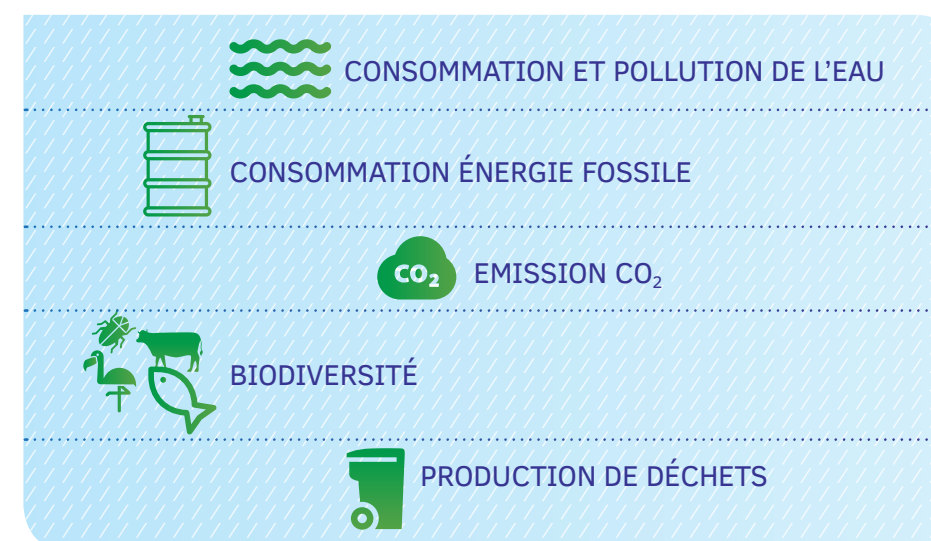 CONSOMMATION ET POLLUTION DE L’EAU
CONSOMMATION ÉNERGIE FOSSILE
CO₂ EMISSION CO₂
BIODIVERSITÉ
PRODUCTION DE DÉCHETS